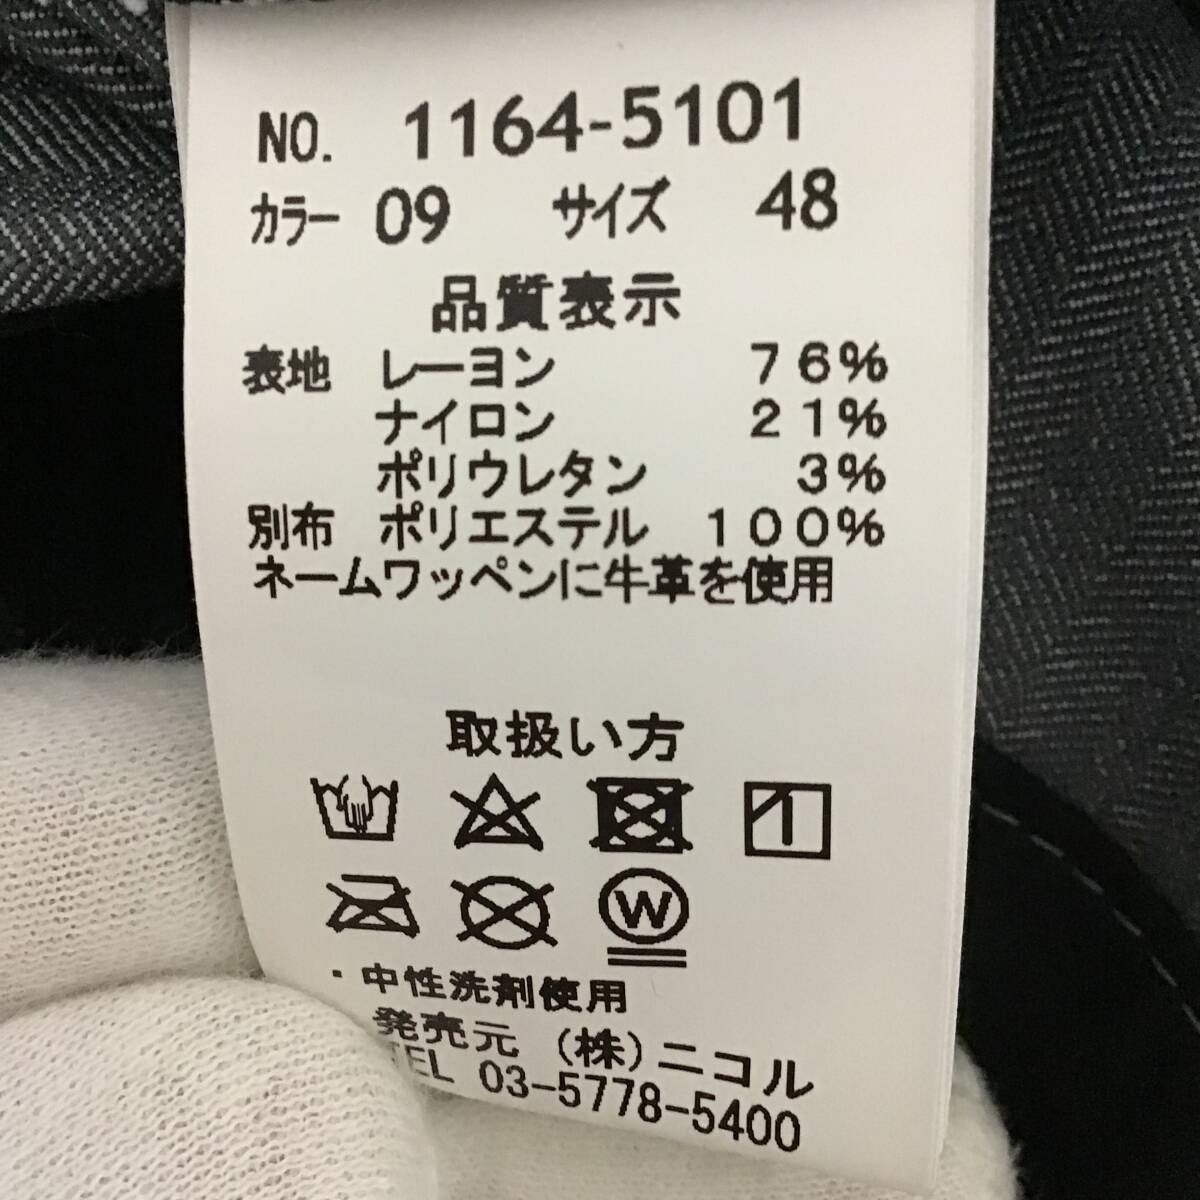 NO. 1164-5101
カラー 09 サイズ 48
品質表示
表地 レーヨン 76%
ナイロン 21%
ポリウレタン 3%
別布 ポリエステル 100%
ネームワッペンに牛革を使用
取扱い方
W
・中性洗剤使用
発売元 (株)ニコル
TEL 03-5778-5400